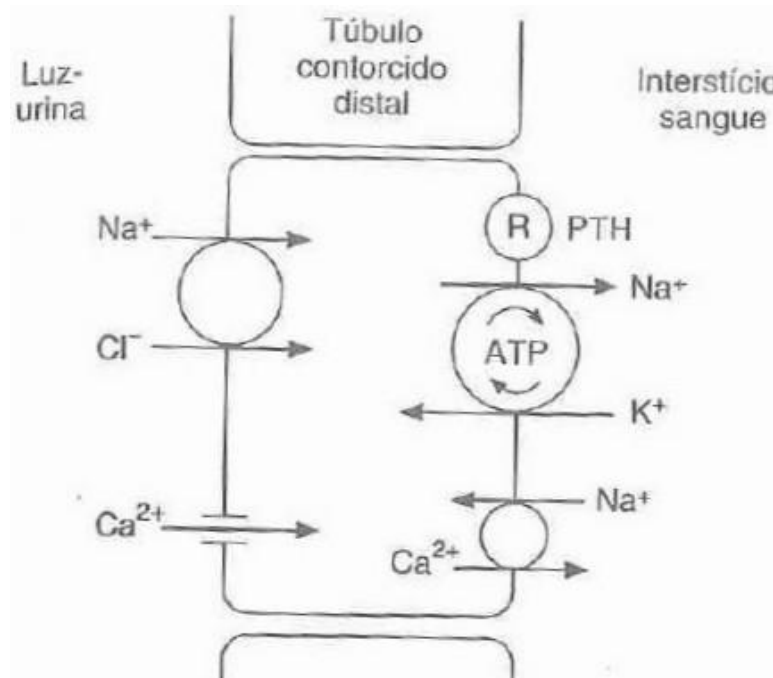 Túbulo
contorcido
distal
Luz-
urina
Interstício
sangue
Na⁺
R PTH
Na⁺
Cl⁻
ATP
K⁺
Ca²⁺
Na⁺
Ca²⁺